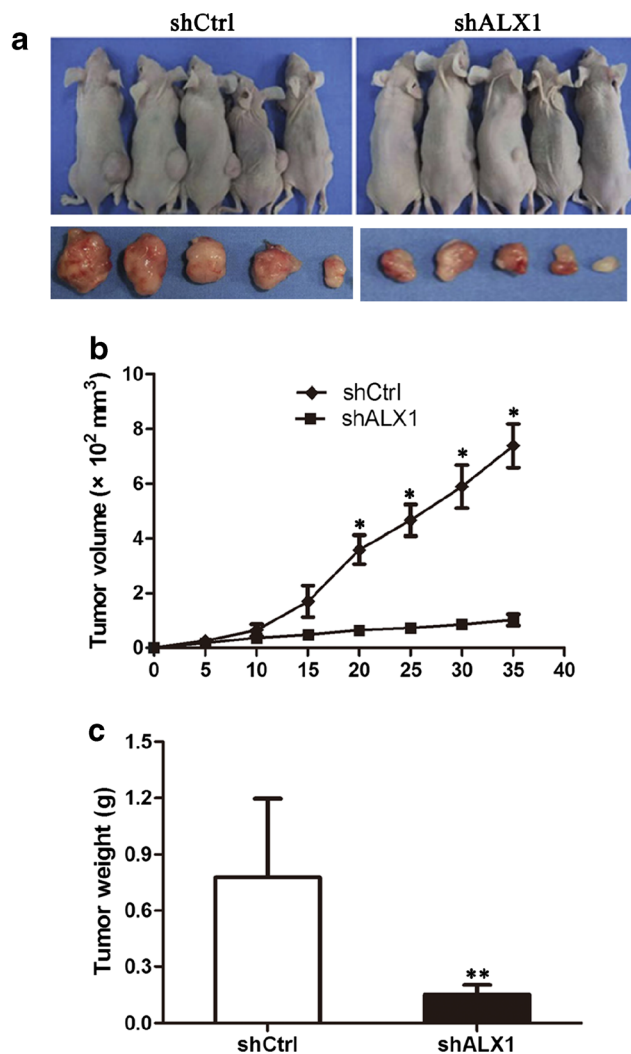 a
shCtrl
shALX1
b
Tumor volume (× 10² mm³)
10
8
6
4
2
0
shCtrl
shALX1
*
*
*
*
0 5 10 15 20 25 30 35 40
c
Tumor weight (g)
1.5
1.2
0.9
0.6
0.3
0.0
**
shCtrl
shALX1